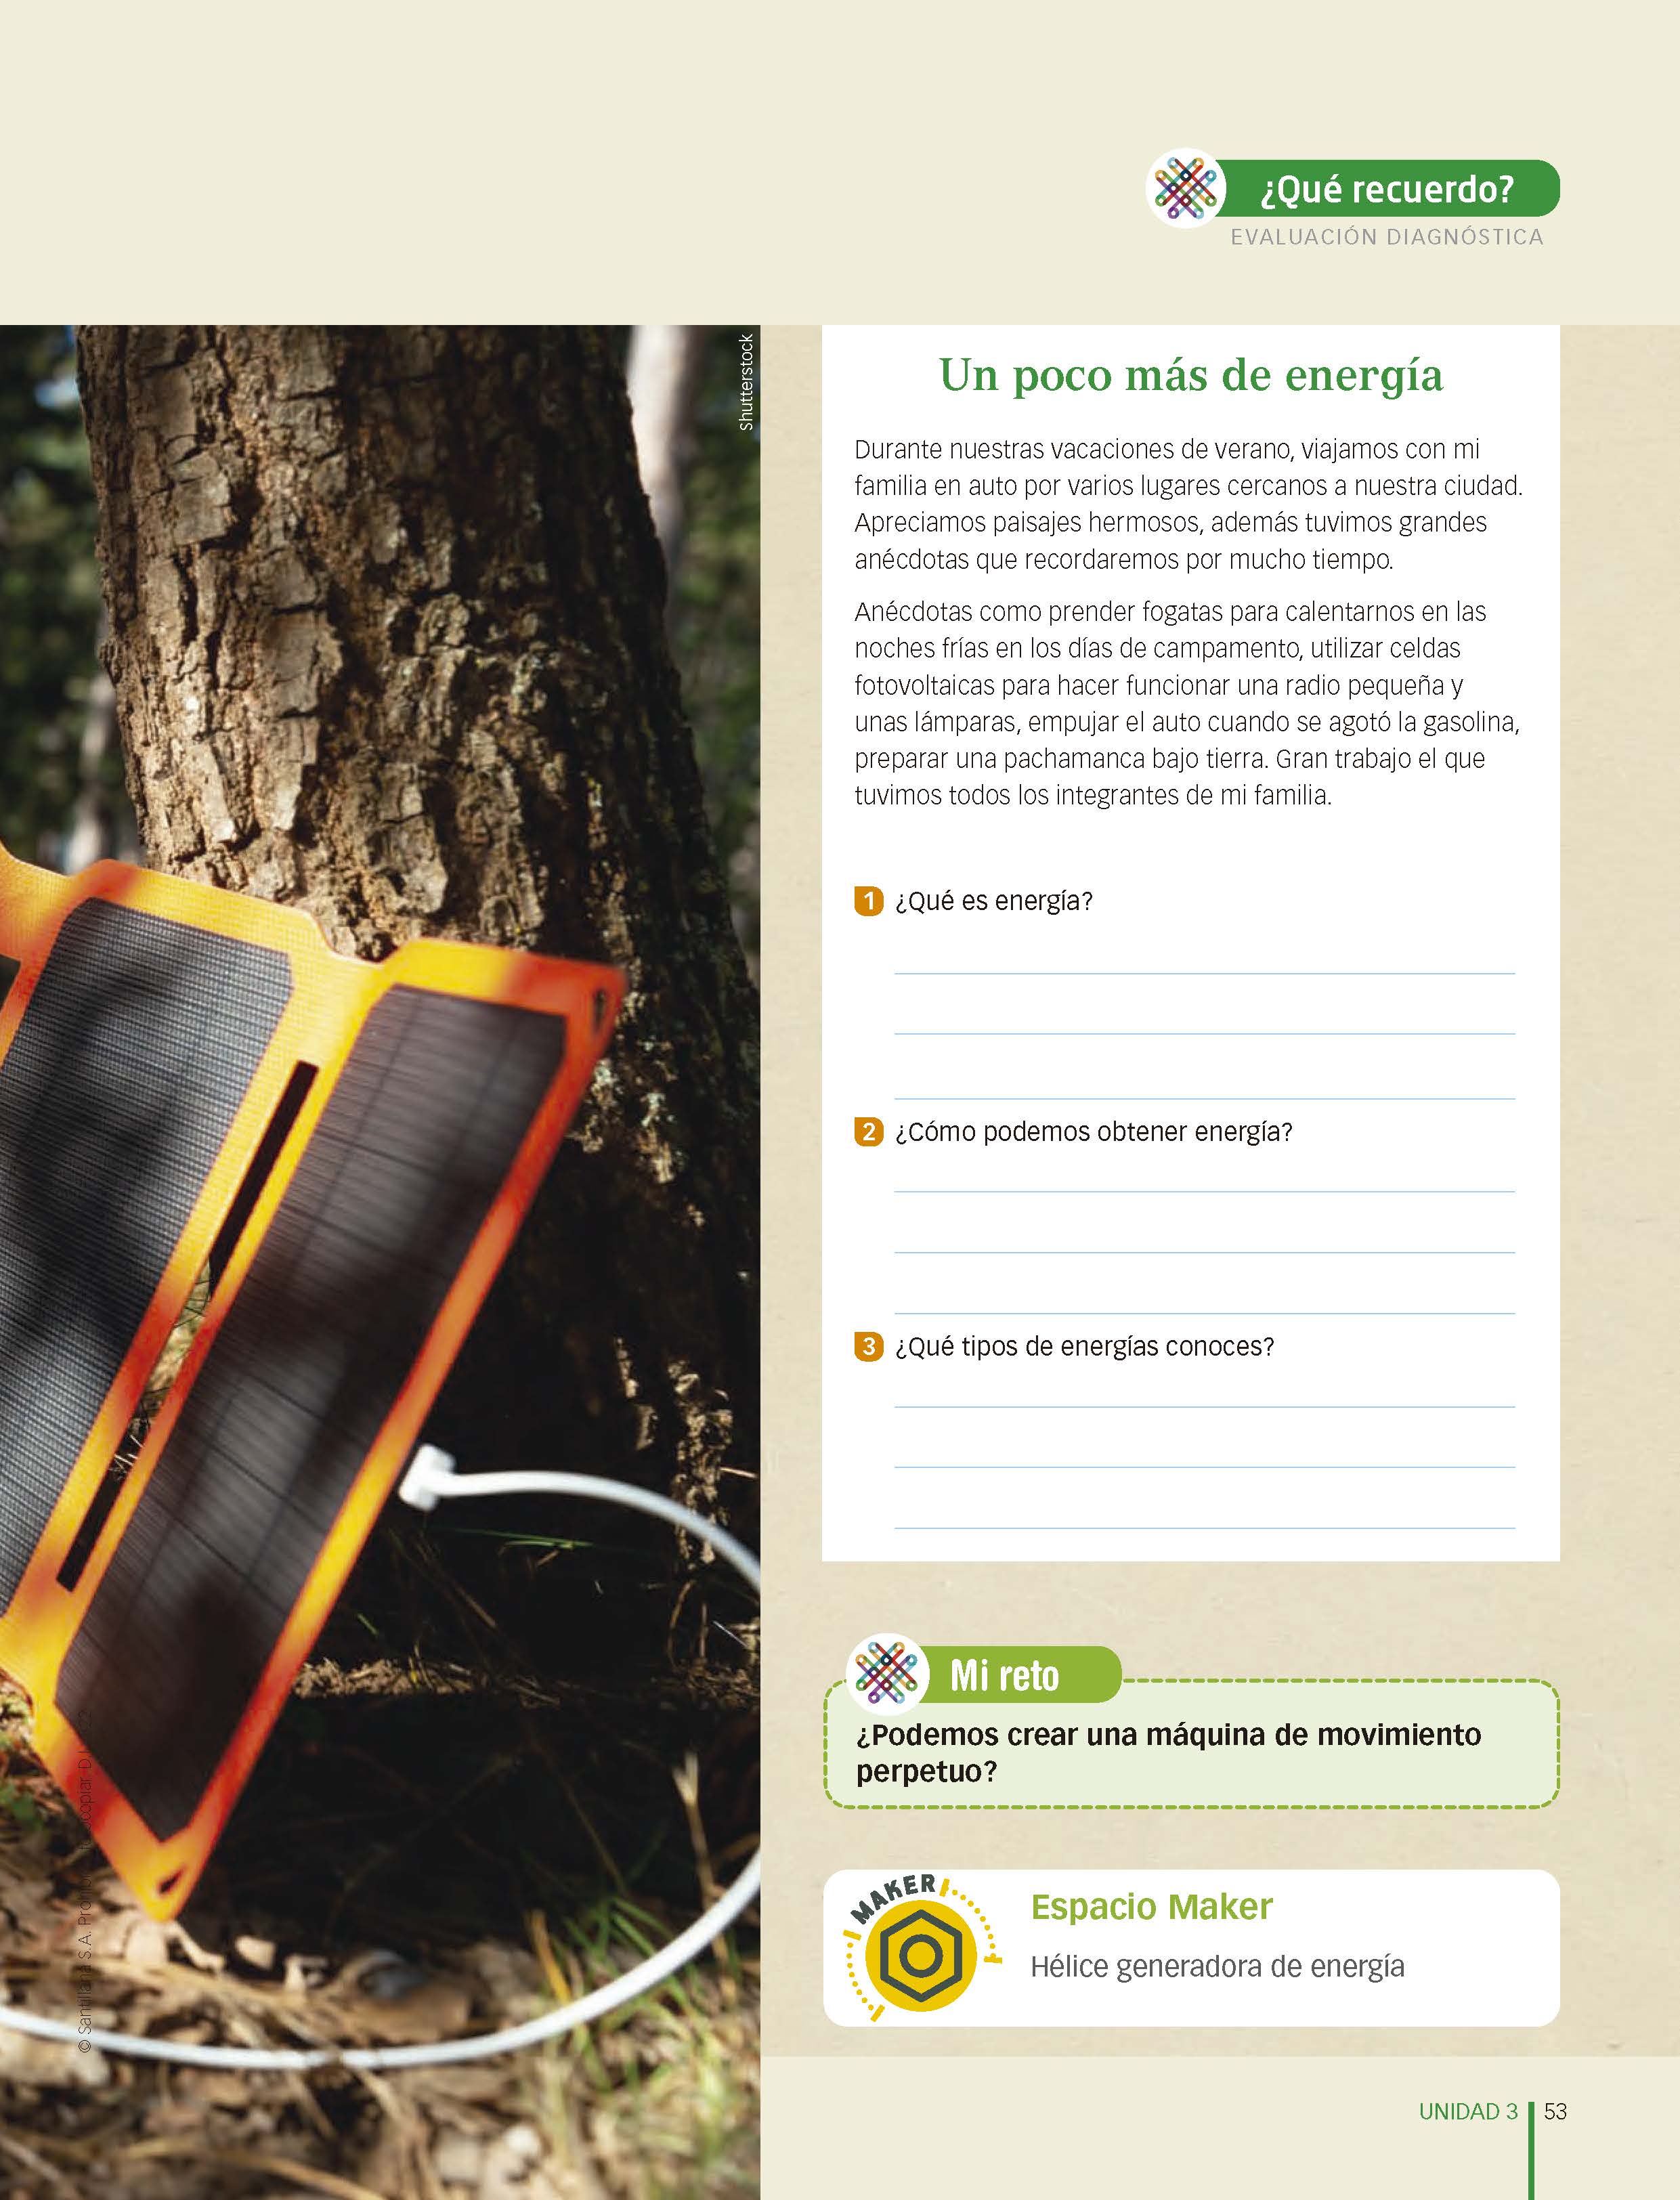 ¿Qué recuerdo?
EVALUACIÓN DIAGNÓSTICA
Shutterstock
Un poco más de energía
Durante nuestras vacaciones de verano, viajamos con mi
familia en auto por varios lugares cercanos a nuestra ciudad.
Apreciamos paisajes hermosos, además tuvimos grandes
anécdotas que recordaremos por mucho tiempo.
Anécdotas como prender fogatas para calentarnos en las
noches frías en los días de campamento, utilizar celdas
fotovoltaicas para hacer funcionar una radio pequeña y
unas lámparas, empujar el auto cuando se agotó la gasolina,
preparar una pachamanca bajo tierra. Gran trabajo el que
tuvimos todos los integrantes de mi familia.
1 ¿Qué es energía?
2 ¿Cómo podemos obtener energía?
3 ¿Qué tipos de energías conoces?
Mi reto
¿Podemos crear una máquina de movimiento
perpetuo?
MAKER
Espacio Maker
Hélice generadora de energía
© Santillana S.A.
UNIDAD 3 53